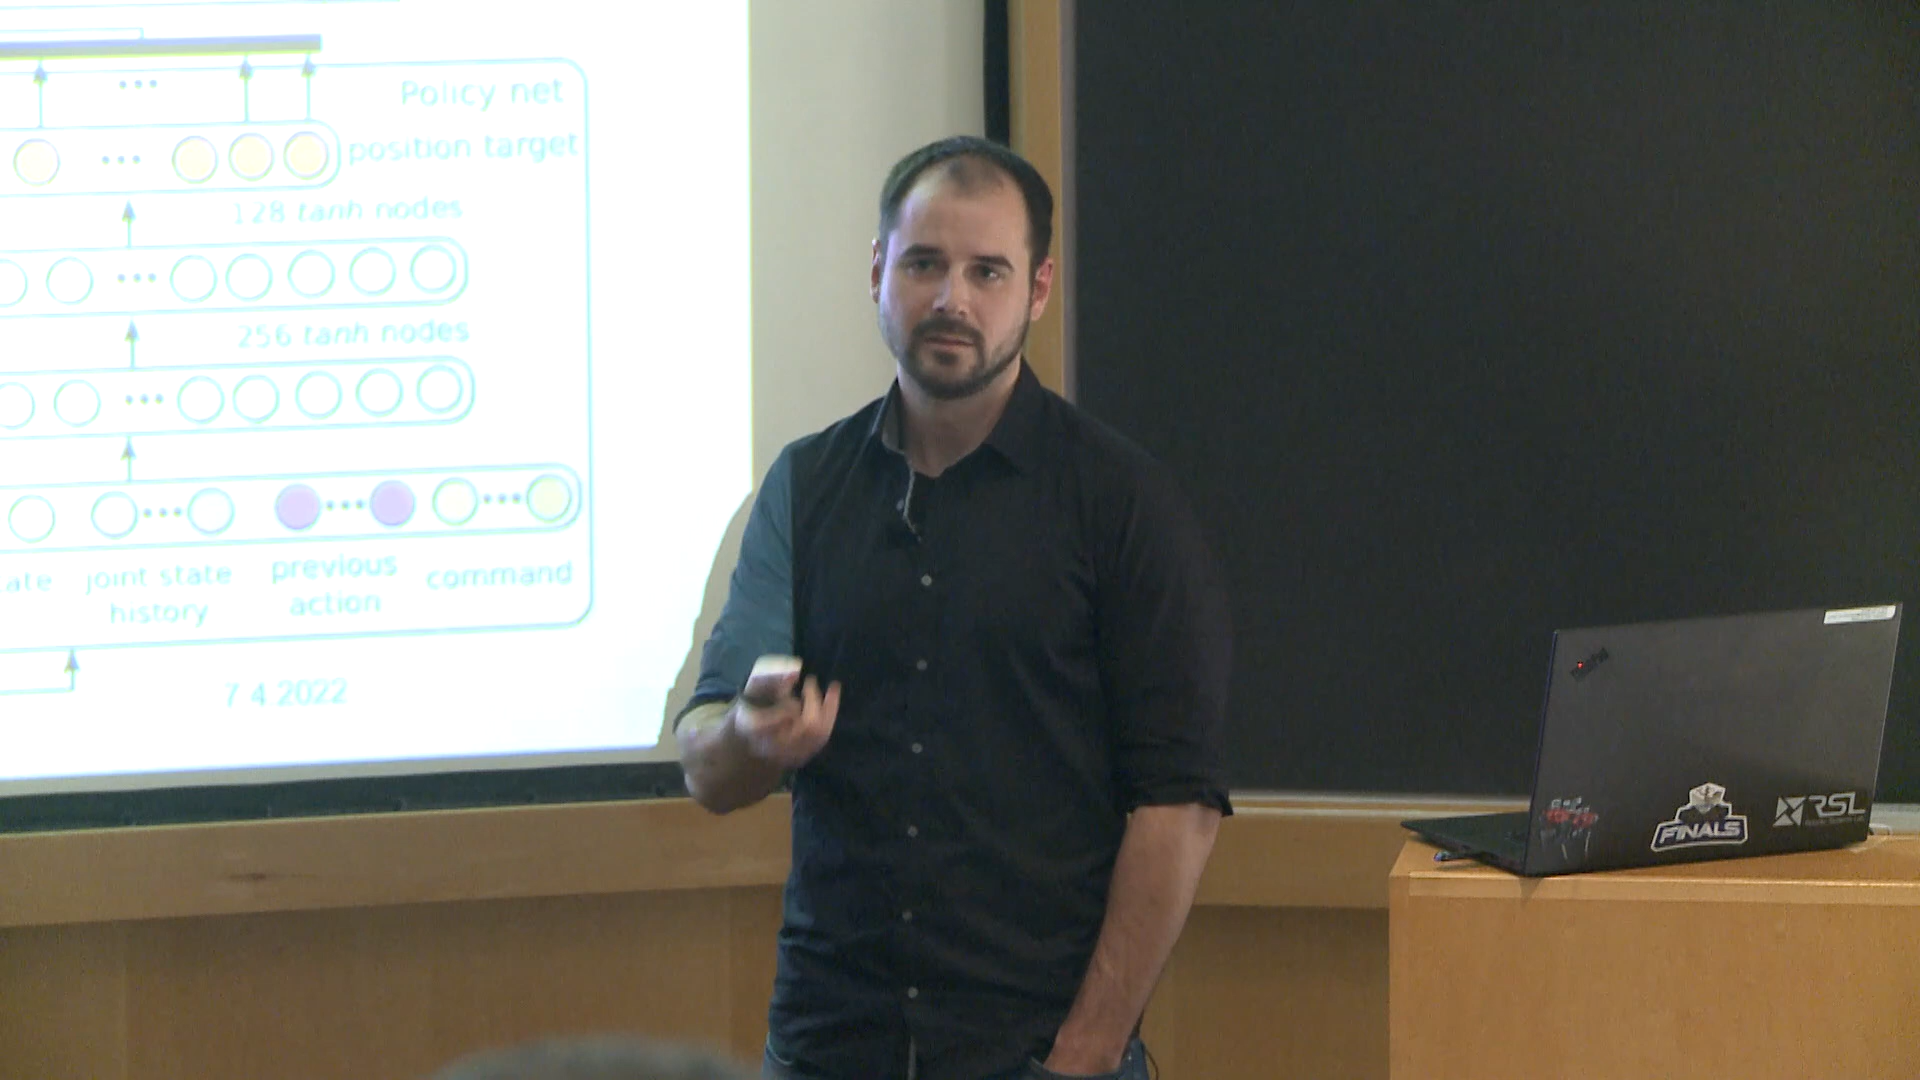 Policy net
position target
128 tanh nodes
256 tanh nodes
ate
joint state
history
previous
action
command
7 4 2022
FINALS
RSL